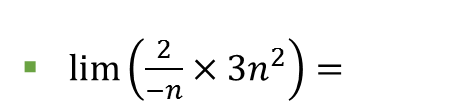 ▪ lim (2/−n × 3n²) =